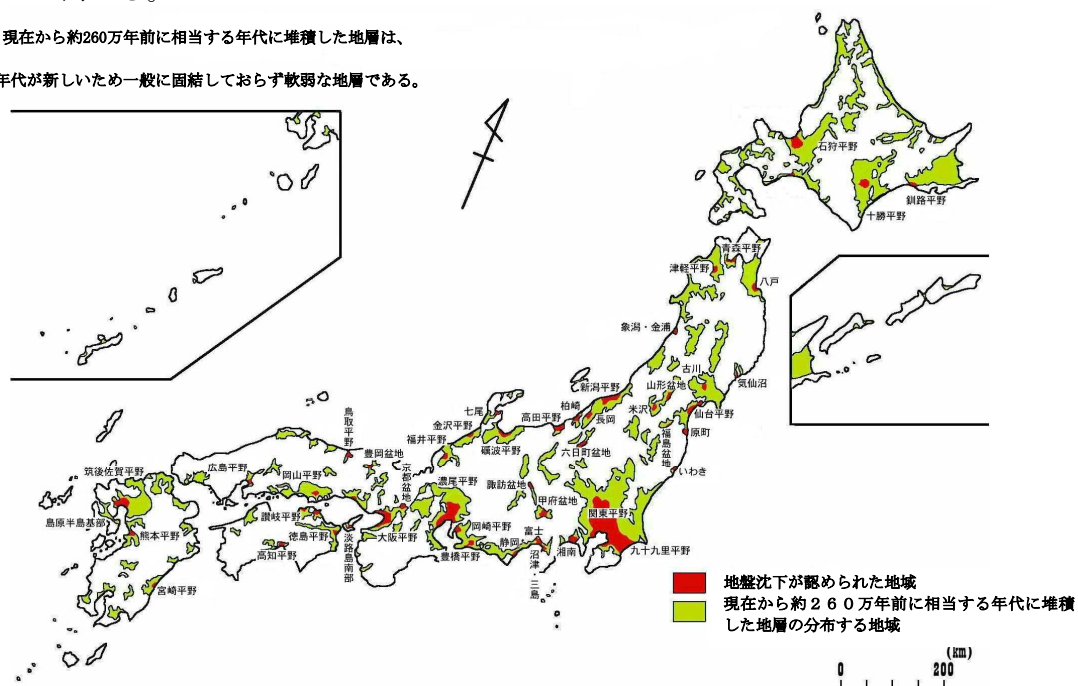 現在から約260万年前に相当する年代に堆積した地層は、
年代が新しいため一般に固結しておらず軟弱な地層である。
石狩平野
釧路平野
十勝平野
青森平野
津軽平野
八戸
象潟・金浦
古川
気仙沼
新潟平野
山形盆地
柏崎
米沢
仙台平野
七尾
高田平野
長岡
原町
鳥取平野
金沢平野
福島盆地
福井平野
礪波平野
六日町盆地
豊岡盆地
いわき
筑後佐賀平野
広島平野
岡山平野
京都盆地
濃尾平野
諏訪盆地
甲府盆地
関東平野
島原半島基部
讃岐平野
岡崎平野
富士
熊本平野
徳島平野
大阪平野
静岡
湘南
九十九里平野
高知平野
淡路島南部
豊橋平野
沼津・三島
宮崎平野
地盤沈下が認められた地域
現在から約２６０万年前に相当する年代に堆積
した地層の分布する地域
(km)
0 200